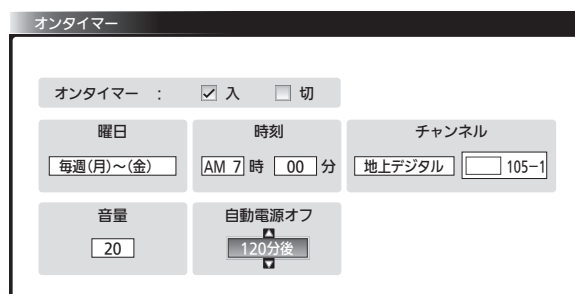 オンタイマー
オンタイマー : 入 切
曜日 時刻 チャンネル
毎週(月)～(金) AM 7 時 00 分 地上デジタル 105−1
音量 自動電源オフ
20 120分後